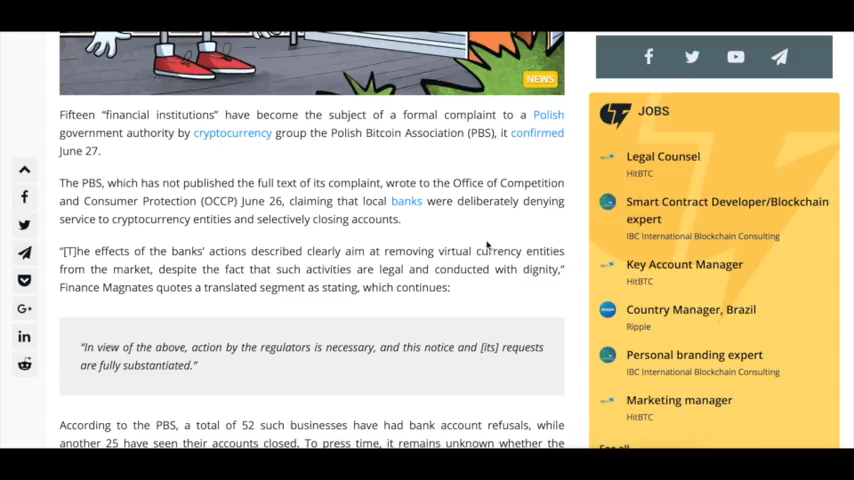 NEWS
Fifteen “financial institutions” have become the subject of a formal complaint to a Polish
government authority by cryptocurrency group the Polish Bitcoin Association (PBS), it confirmed
June 27.
The PBS, which has not published the full text of its complaint, wrote to the Office of Competition
and Consumer Protection (OCCP) June 26, claiming that local banks were deliberately denying
service to cryptocurrency entities and selectively closing accounts.
“[T]he effects of the banks’ actions described clearly aim at removing virtual currency entities
from the market, despite the fact that such activities are legal and conducted with dignity,”
Finance Magnates quotes a translated segment as stating, which continues:
“In view of the above, action by the regulators is necessary, and this notice and [its] requests
are fully substantiated.”
According to the PBS, a total of 52 such businesses have had bank account refusals, while
another 25 have seen their accounts closed. To press time, it remains unknown whether the
JOBS
Legal Counsel
HitBTC
Smart Contract Developer/Blockchain
expert
IBC International Blockchain Consulting
Key Account Manager
HitBTC
Country Manager, Brazil
Ripple
Personal branding expert
IBC International Blockchain Consulting
Marketing manager
HitBTC
See all